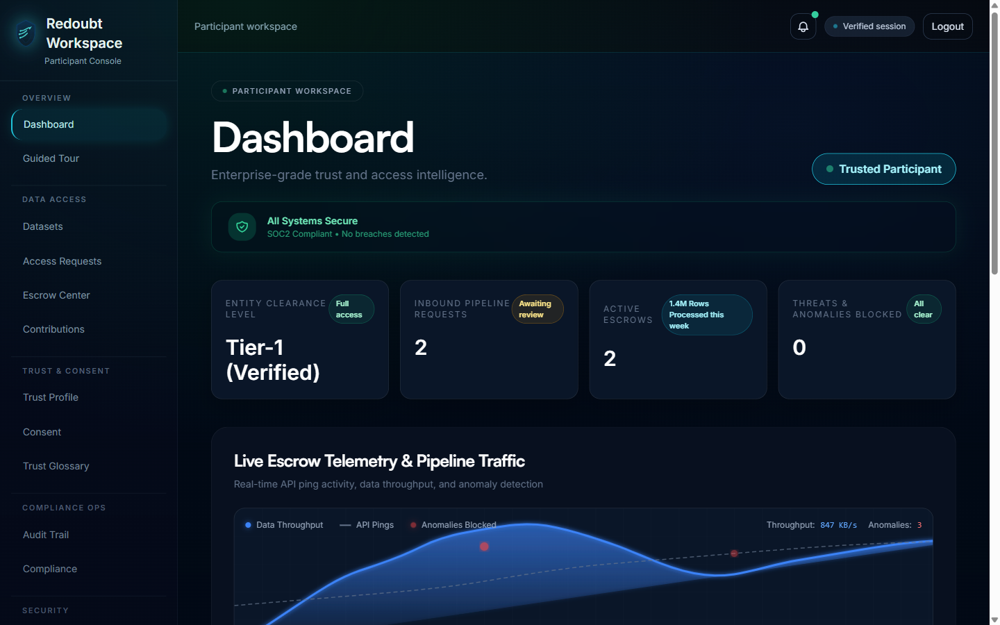 Redoubt
Workspace
Participant Console
OVERVIEW
Dashboard
Guided Tour
DATA ACCESS
Datasets
Access Requests
Escrow Center
Contributions
TRUST & CONSENT
Trust Profile
Consent
Trust Glossary
COMPLIANCE OPS
Audit Trail
Compliance
SECURITY
Participant workspace
Verified session
Logout
PARTICIPANT WORKSPACE
Dashboard
Enterprise-grade trust and access intelligence.
Trusted Participant
All Systems Secure
SOC2 Compliant • No breaches detected
ENTITY CLEARANCE
LEVEL
Full
access
Tier-1
(Verified)
INBOUND PIPELINE
REQUESTS
Awaiting
review
2
ACTIVE
ESCROWS
1.4M Rows
Processed this
week
2
THREATS &
ANOMALIES BLOCKED
All
clear
0
Live Escrow Telemetry & Pipeline Traffic
Real-time API ping activity, data throughput, and anomaly detection
Data Throughput
API Pings
Anomalies Blocked
Throughput: 847 KB/s
Anomalies: 3